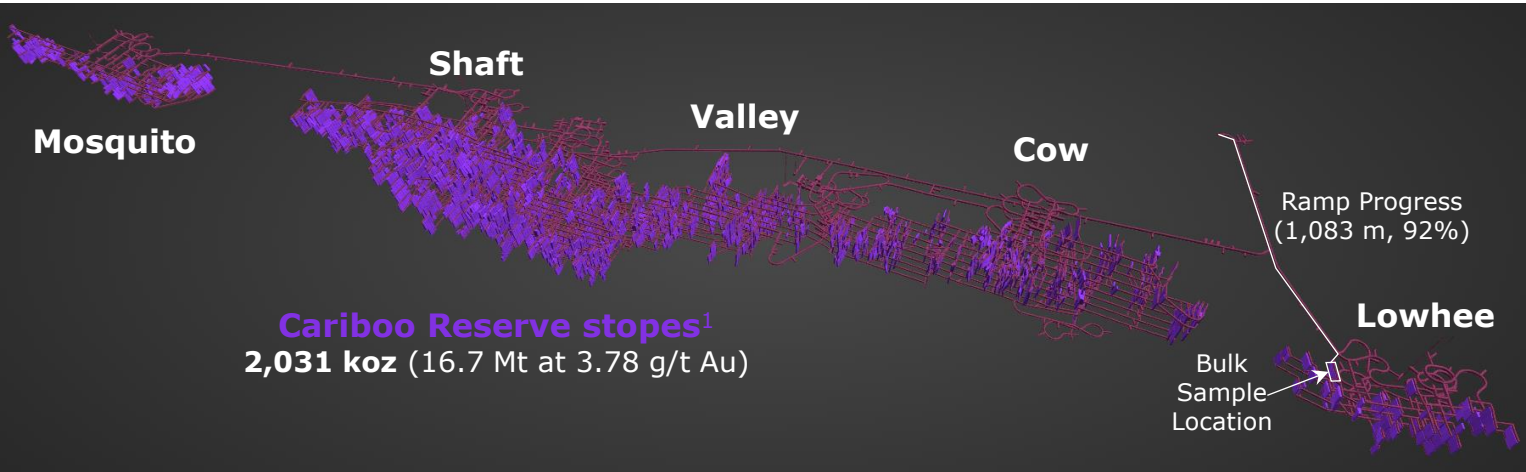 Mosquito
Shaft
Valley
Cow
Ramp Progress
(1,083 m, 92%)
Lowhee
Bulk
Sample
Location
Cariboo Reserve stopes¹
2,031 koz (16.7 Mt at 3.78 g/t Au)